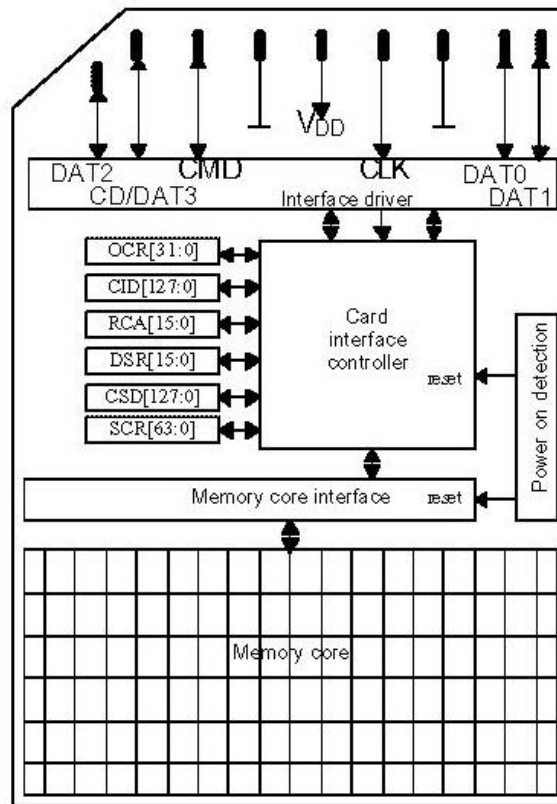 VDD
DAT2 CMD CLK DAT0
CD/DAT3 Interface driver DAT1
OCR[31:0]
CID[127:0]
RCA[15:0]
DSR[15:0]
CSD[127:0]
SCR[63:0]
Card
interface
controller
reset
Power on detection
Memory core interface reset
Memory core